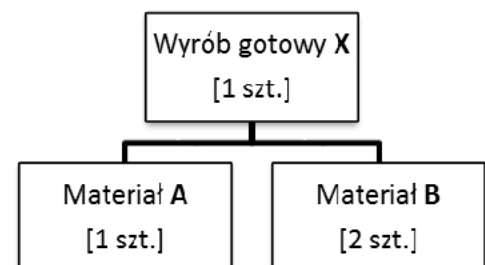 Wyrób gotowy X
[1 szt.]
Materiał A
[1 szt.]
Materiał B
[2 szt.]